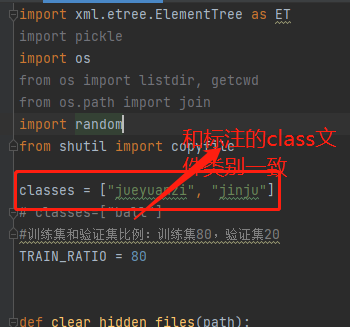 import xml.etree.ElementTree as ET
import pickle
import os
from os import listdir, getcwd
from os.path import join
import random
from shutil import copyfile
和标注的class文
件类别一致
classes = ["jueyuanzi", "jinju"]
# classes=["ball"]
#训练集和验证集比例：训练集80，验证集20
TRAIN_RATIO = 80
def clear_hidden_files(path):